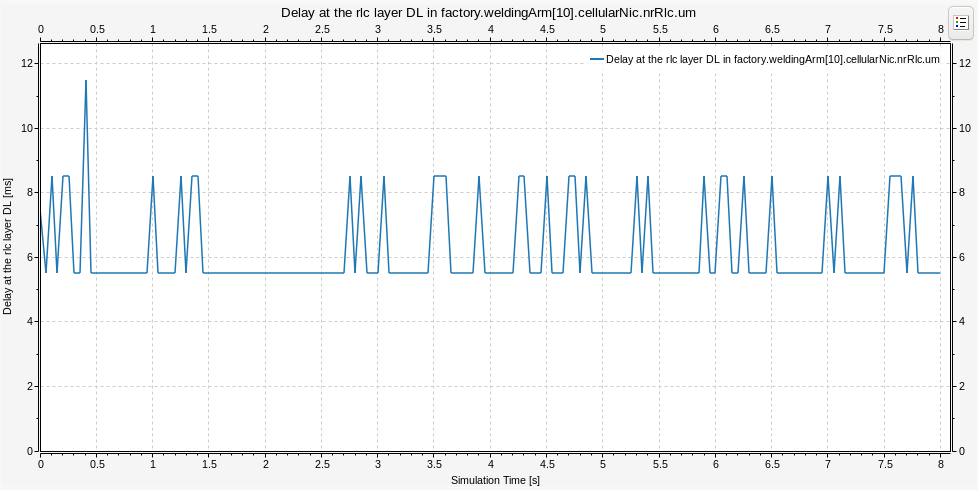 Delay at the rlc layer DL in factory.weldingArm[10].cellularNic.nrRlc.um
0 0.5 1 1.5 2 2.5 3 3.5 4 4.5 5 5.5 6 6.5 7 7.5 8
Delay at the rlc layer DL in factory.weldingArm[10].cellularNic.nrRlc.um
12 12
10 10
8 8
6 6
4 4
2 2
0 0
Delay at the rlc layer DL [ms]
0 0.5 1 1.5 2 2.5 3 3.5 4 4.5 5 5.5 6 6.5 7 7.5 8
Simulation Time [s]